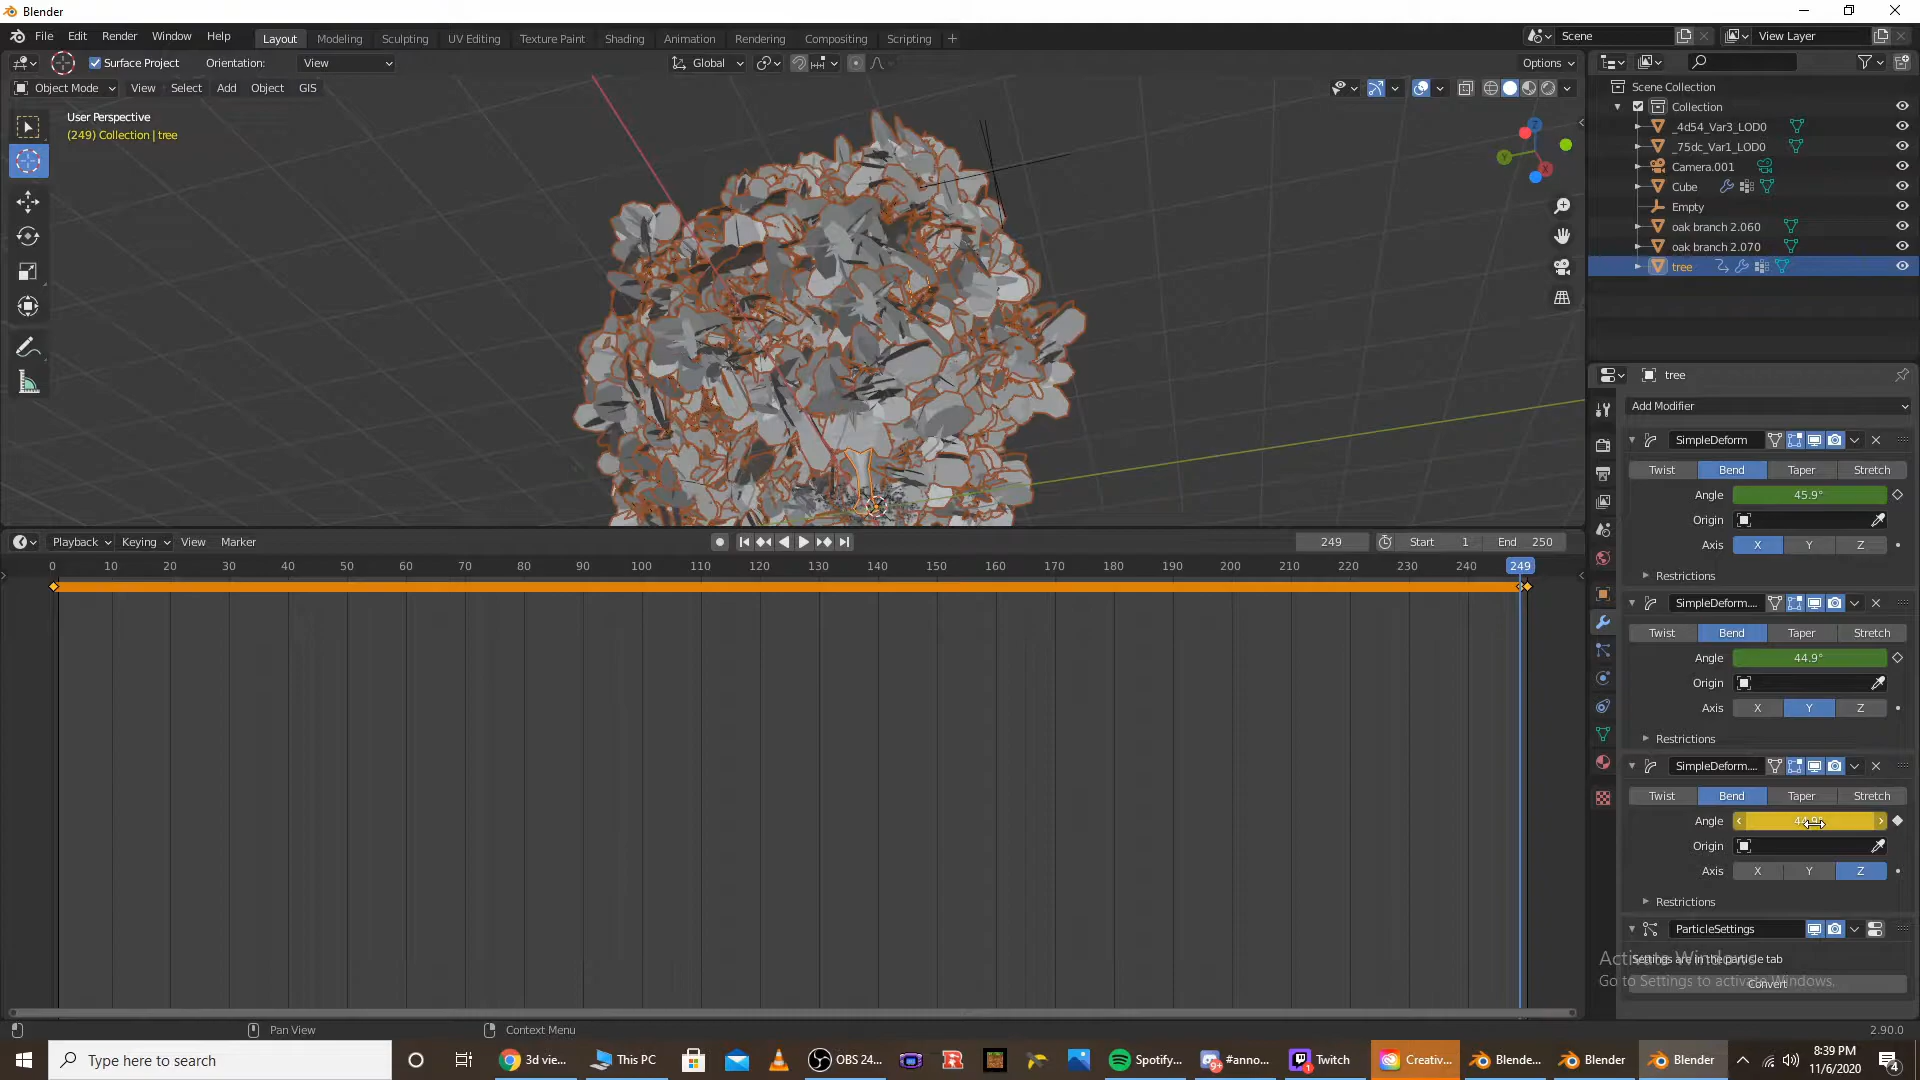 Blender
File Edit Render Window Help
Layout Modeling Sculpting UV Editing Texture Paint Shading Animation Rendering Compositing Scripting
Scene View Layer
Surface Project Orientation: View Global Options
Object Mode View Select Add Object GIS
User Perspective
(249) Collection | tree
Z
Y
X
Scene Collection
Collection
_4d54_Var3_LOD0
_75dc_Var1_LOD0
Camera.001
Cube
Empty
oak branch 2.060
oak branch 2.070
tree
tree
Add Modifier
SimpleDeform
Twist Bend Taper Stretch
Angle 45.9°
Origin
Axis X Y Z
Restrictions
SimpleDeform....
Twist Bend Taper Stretch
Angle 44.9°
Origin
Axis X Y Z
Restrictions
SimpleDeform....
Twist Bend Taper Stretch
Angle
Origin
Axis X Y Z
Restrictions
ParticleSettings
Settings are in the particle tab
Convert
Activate Windows
Go to Settings to activate Windows.
Playback Keying View Marker 249 Start 1 End 250
0 10 20 30 40 50 60 70 80 90 100 110 120 130 140 150 160 170 180 190 200 210 220 230 240 249
Pan View Context Menu 2.90.0
Type here to search 3d vie... This PC OBS 24... Spotify... #anno... Twitch Creativ... Blende... Blender Blender
9+ 1 4
8:39 PM
11/6/2020